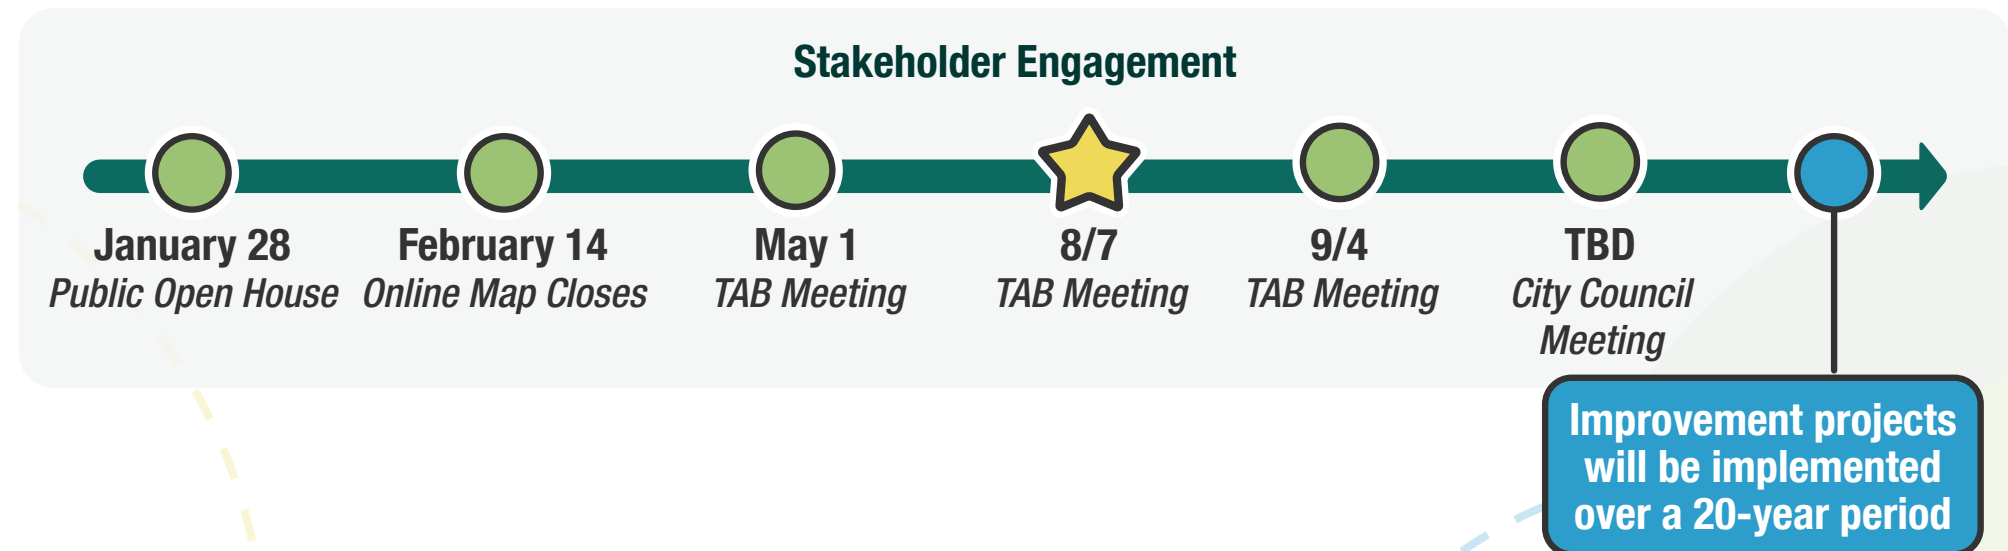 Stakeholder Engagement
January 28
Public Open House
February 14
Online Map Closes
May 1
TAB Meeting
8/7
TAB Meeting
9/4
TAB Meeting
TBD
City Council
Meeting
Improvement projects
will be implemented
over a 20-year period